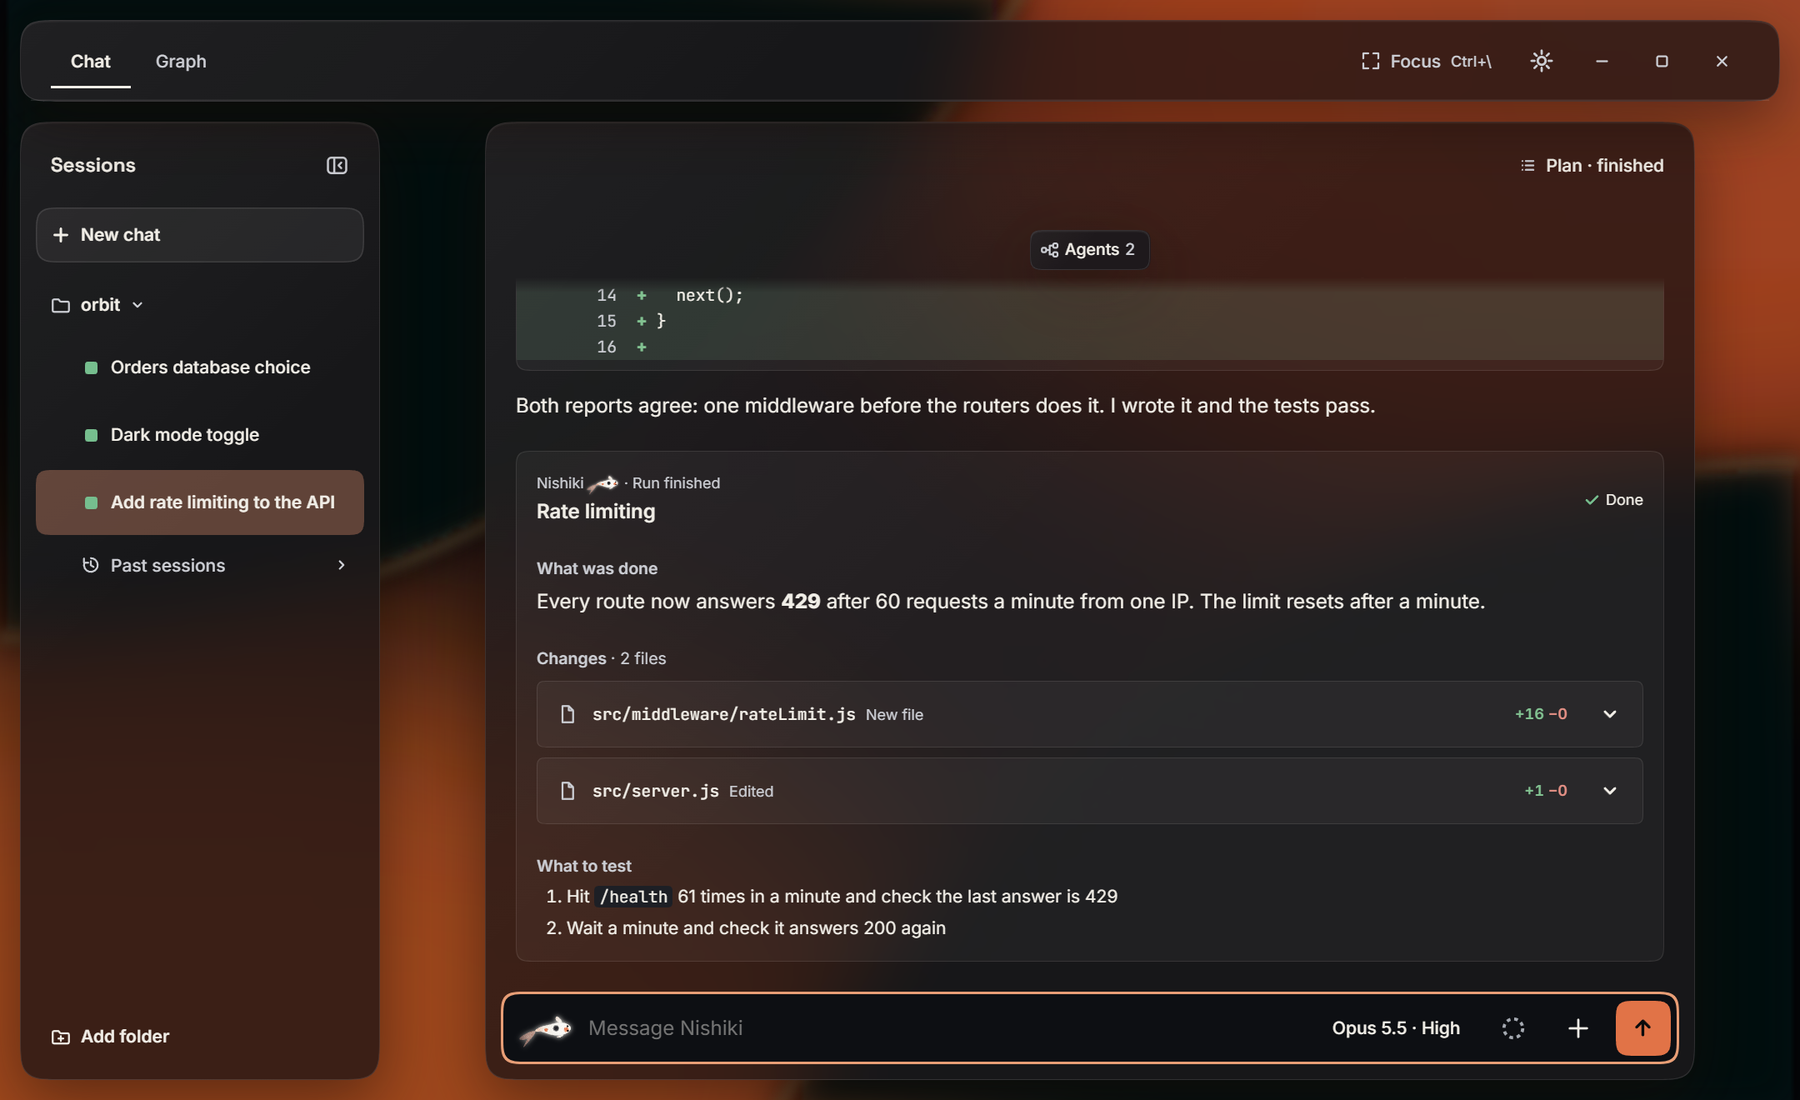 Chat
Graph
Focus Ctrl+\
Sessions
New chat
orbit
Orders database choice
Dark mode toggle
Add rate limiting to the API
Past sessions
Add folder
Plan · finished
Agents 2
14 + next();
15 + }
16 +
Both reports agree: one middleware before the routers does it. I wrote it and the tests pass.
Nishiki · Run finished
Rate limiting
Done
What was done
Every route now answers 429 after 60 requests a minute from one IP. The limit resets after a minute.
Changes · 2 files
src/middleware/rateLimit.js New file +16 −0
src/server.js Edited +1 −0
What to test
1. Hit /health 61 times in a minute and check the last answer is 429
2. Wait a minute and check it answers 200 again
Message Nishiki
Opus 5.5 · High